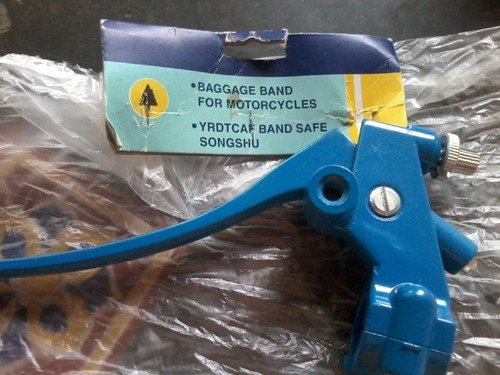 •BAGGAGE BAND
FOR MOTORCYCLES
•YRDTCAF BAND SAFE
SONGSHU